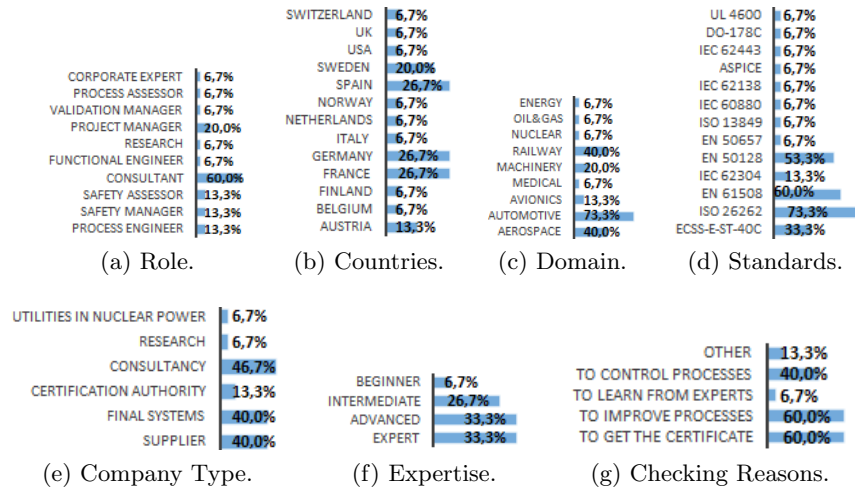 CORPORATE EXPERT 6,7%
PROCESS ASSESSOR 6,7%
VALIDATION MANAGER 6,7%
PROJECT MANAGER 20,0%
RESEARCH 6,7%
FUNCTIONAL ENGINEER 6,7%
CONSULTANT 60,0%
SAFETY ASSESSOR 13,3%
SAFETY MANAGER 13,3%
PROCESS ENGINEER 13,3%
(a) Role.
SWITZERLAND 6,7%
UK 6,7%
USA 6,7%
SWEDEN 20,0%
SPAIN 26,7%
NORWAY 6,7%
NETHERLANDS 6,7%
ITALY 6,7%
GERMANY 26,7%
FRANCE 26,7%
FINLAND 6,7%
BELGIUM 6,7%
AUSTRIA 13,3%
(b) Countries.
ENERGY 6,7%
OIL&GAS 6,7%
NUCLEAR 6,7%
RAILWAY 40,0%
MACHINERY 20,0%
MEDICAL 6,7%
AVIONICS 13,3%
AUTOMOTIVE 73,3%
AEROSPACE 40,0%
(c) Domain.
UL 4600 6,7%
DO-178C 6,7%
IEC 62443 6,7%
ASPICE 6,7%
IEC 62138 6,7%
IEC 60880 6,7%
ISO 13849 6,7%
EN 50657 6,7%
EN 50128 53,3%
IEC 62304 13,3%
EN 61508 60,0%
ISO 26262 73,3%
ECSS-E-ST-40C 33,3%
(d) Standards.
UTILITIES IN NUCLEAR POWER 6,7%
RESEARCH 6,7%
CONSULTANCY 46,7%
CERTIFICATION AUTHORITY 13,3%
FINAL SYSTEMS 40,0%
SUPPLIER 40,0%
(e) Company Type.
BEGINNER 6,7%
INTERMEDIATE 26,7%
ADVANCED 33,3%
EXPERT 33,3%
(f) Expertise.
OTHER 13,3%
TO CONTROL PROCESSES 40,0%
TO LEARN FROM EXPERTS 6,7%
TO IMPROVE PROCESSES 60,0%
TO GET THE CERTIFICATE 60,0%
(g) Checking Reasons.